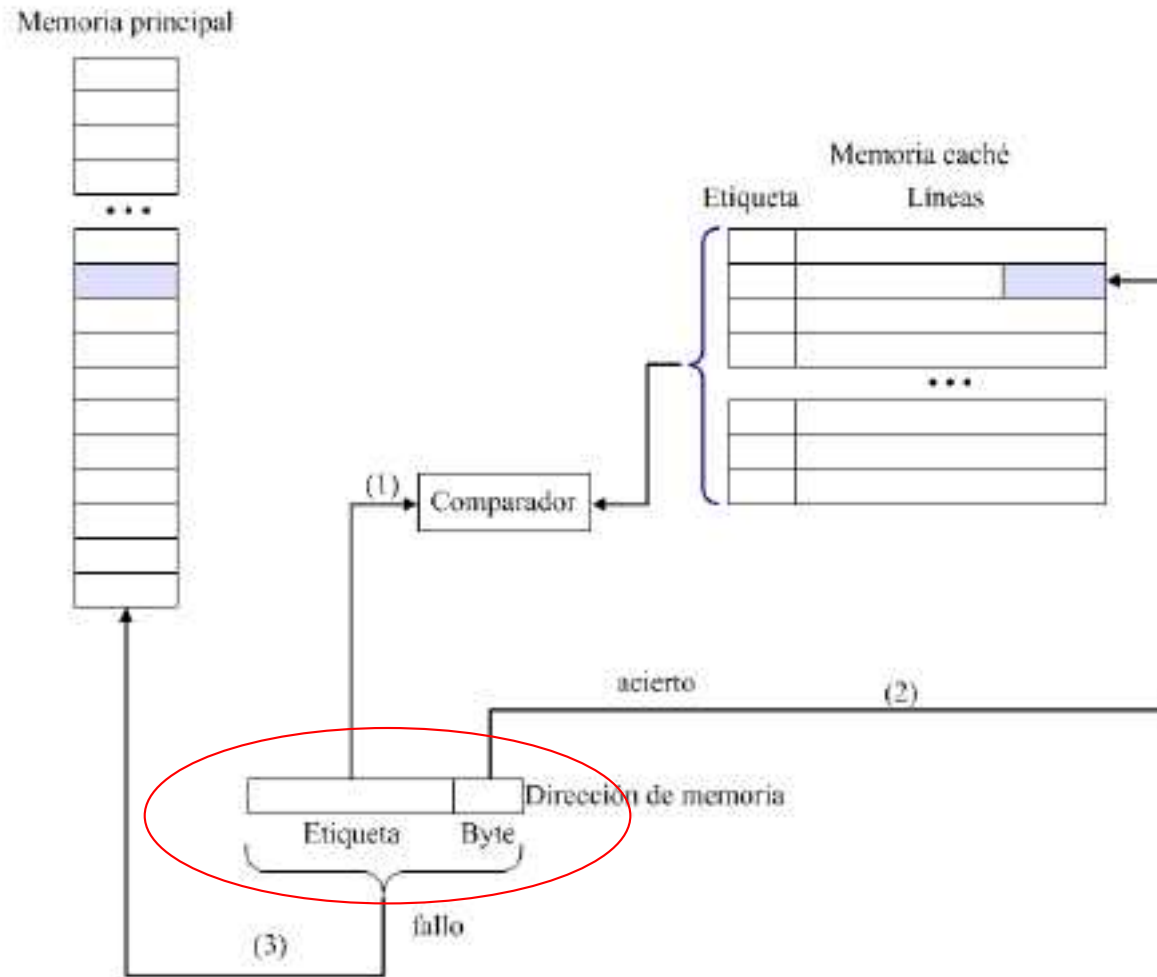 Memoria principal
Memoria caché
Etiqueta
Líneas
(1)
Comparador
acierto
(2)
Dirección de memoria
Etiqueta
Byte
fallo
(3)